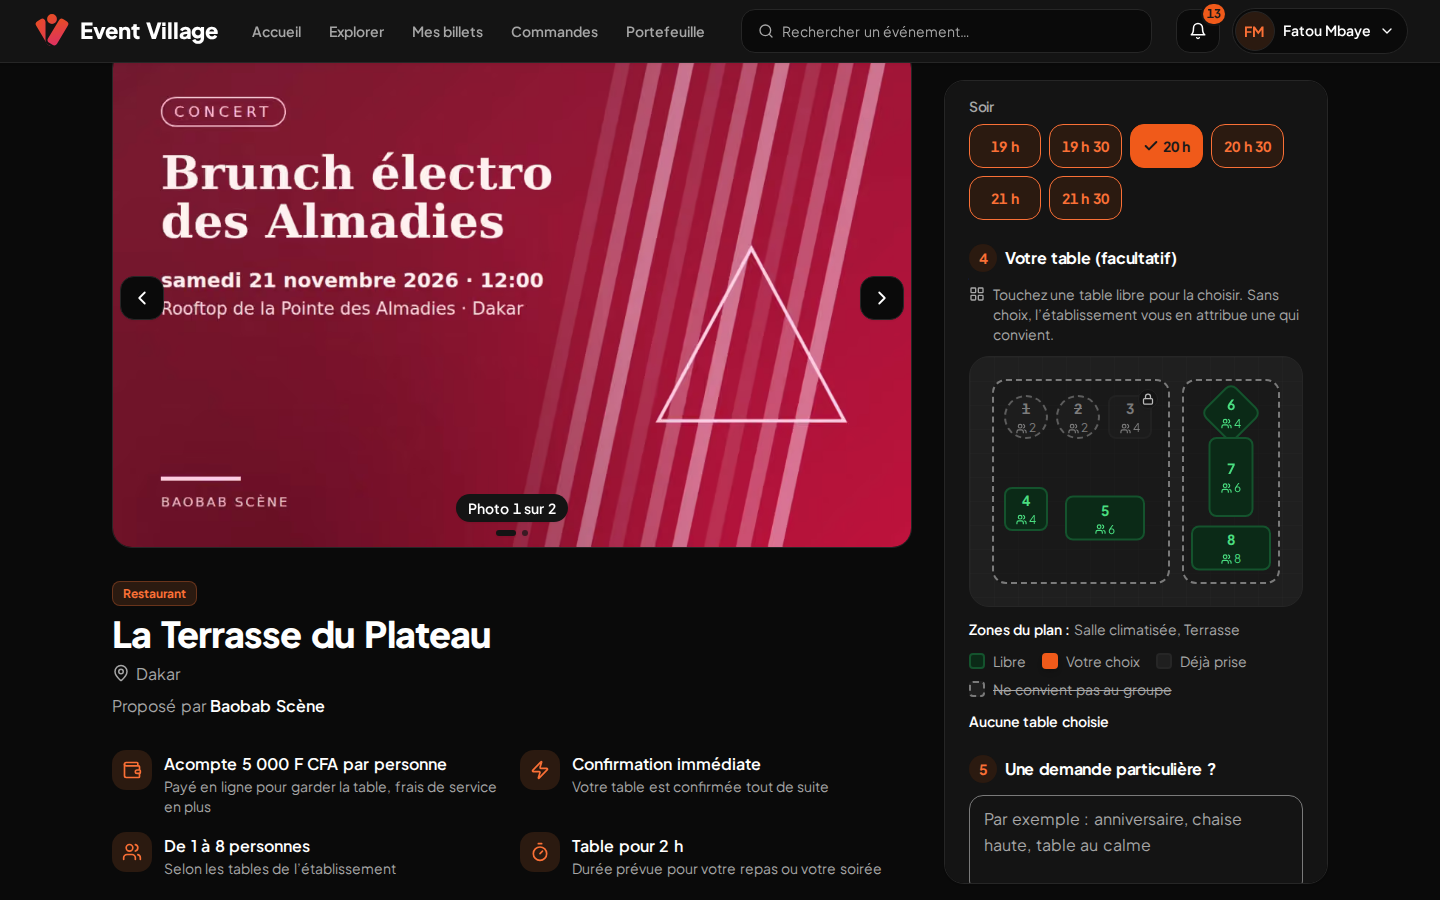 Event Village
Accueil
Explorer
Mes billets
Commandes
Portefeuille
Rechercher un événement…
13
FM
Fatou Mbaye
CONCERT
Brunch électro
des Almadies
samedi 21 novembre 2026 · 12:00
Rooftop de la Pointe des Almadies · Dakar
BAOBAB SCÈNE
Photo 1 sur 2
Restaurant
La Terrasse du Plateau
Dakar
Proposé par Baobab Scène
Acompte 5 000 F CFA par personne
Payé en ligne pour garder la table, frais de service
en plus
Confirmation immédiate
Votre table est confirmée tout de suite
De 1 à 8 personnes
Selon les tables de l’établissement
Table pour 2 h
Durée prévue pour votre repas ou votre soirée
Soir
19 h
19 h 30
20 h
20 h 30
21 h
21 h 30
4
Votre table (facultatif)
Touchez une table libre pour la choisir. Sans
choix, l’établissement vous en attribue une qui
convient.
1
2
2
2
3
4
4
4
5
6
6
4
7
6
8
8
Zones du plan : Salle climatisée, Terrasse
Libre
Votre choix
Déjà prise
Ne convient pas au groupe
Aucune table choisie
5
Une demande particulière ?
Par exemple : anniversaire, chaise
haute, table au calme